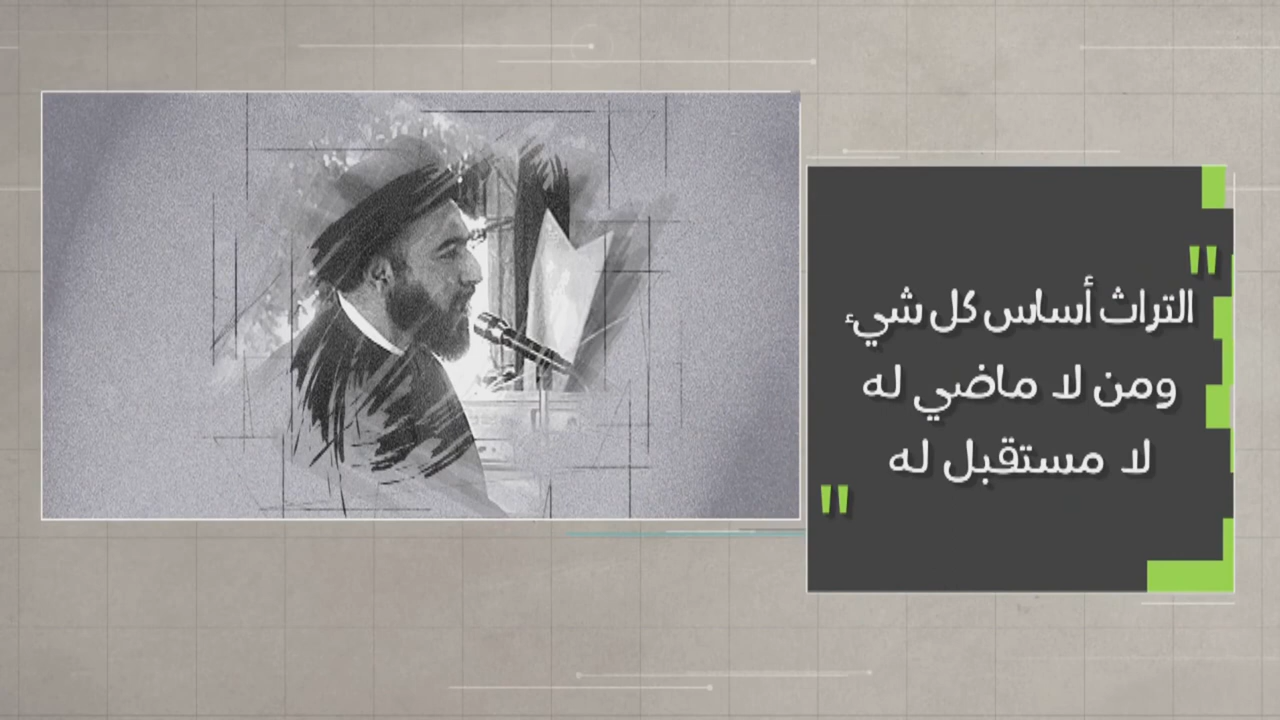 "التراث أساس كل شيء
ومن لا ماضي له
لا مستقبل له"